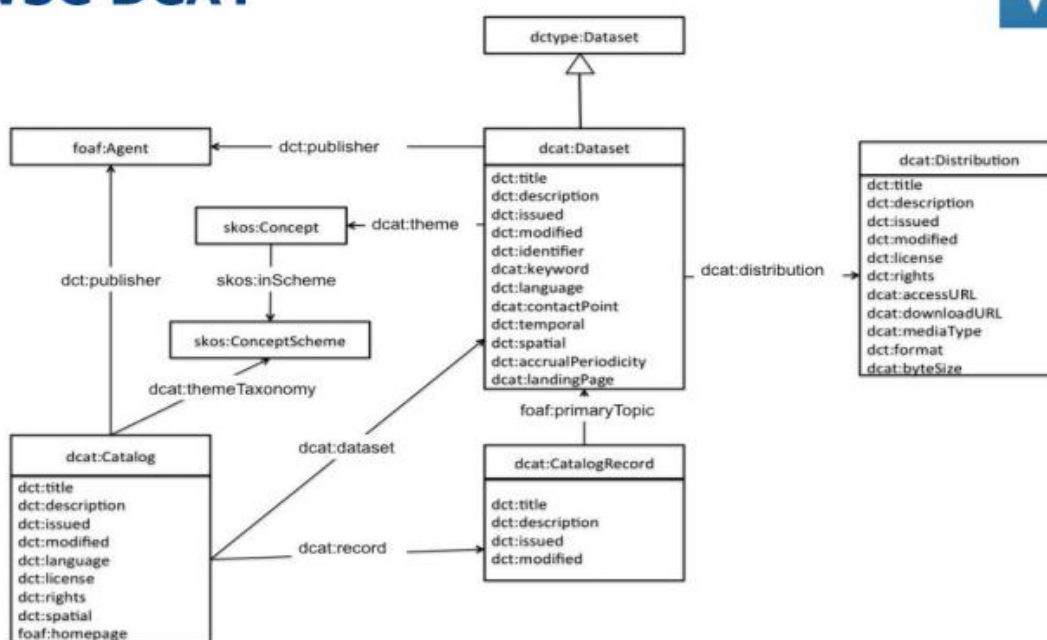 dctype:Dataset
foaf:Agent
dct:publisher
dcat:Dataset
dct:title
dct:description
dct:issued
dct:modified
dct:identifier
dcat:keyword
dct:language
dcat:contactPoint
dct:temporal
dct:spatial
dct:accrualPeriodicity
dcat:landingPage
dcat:Distribution
dct:title
dct:description
dct:issued
dct:modified
dct:license
dct:rights
dcat:accessURL
dcat:downloadURL
dcat:mediaType
dct:format
dcat:byteSize
skos:Concept
dcat:theme
dct:publisher
skos:inScheme
dcat:distribution
skos:ConceptScheme
dcat:themeTaxonomy
foaf:primaryTopic
dcat:dataset
dcat:Catalog
dct:title
dct:description
dct:issued
dct:modified
dct:language
dct:license
dct:rights
dct:spatial
foaf:homepage
dcat:record
dcat:CatalogRecord
dct:title
dct:description
dct:issued
dct:modified